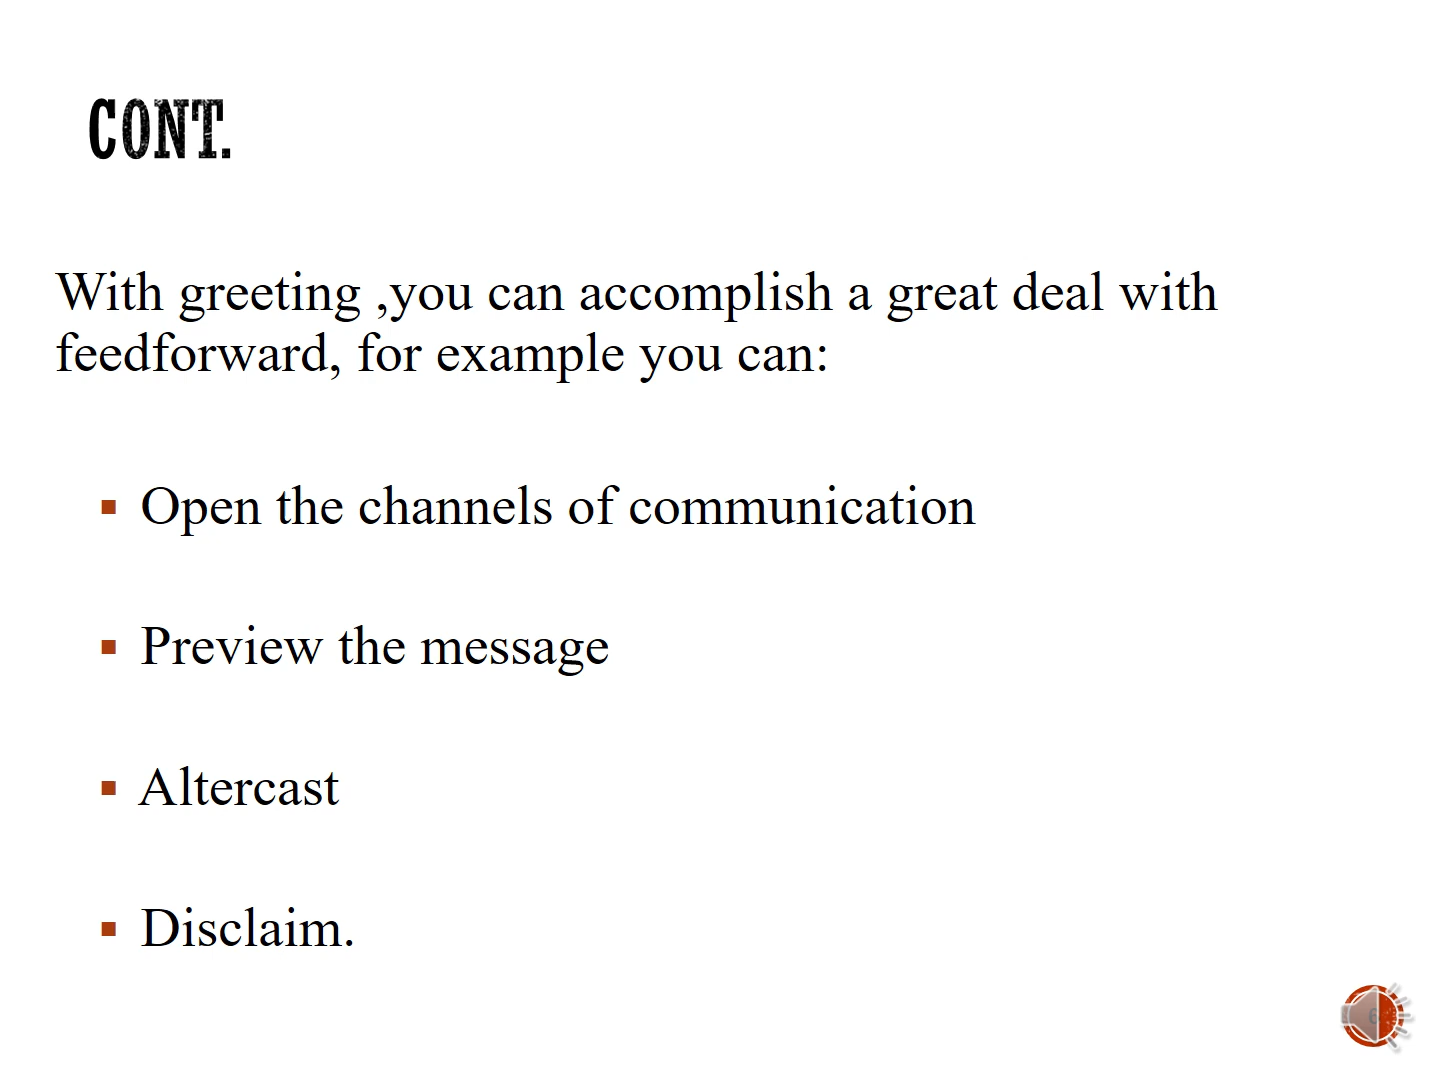 CONT.
With greeting ,you can accomplish a great deal with
feedforward, for example you can:
▪ Open the channels of communication
▪ Preview the message
▪ Altercast
▪ Disclaim.